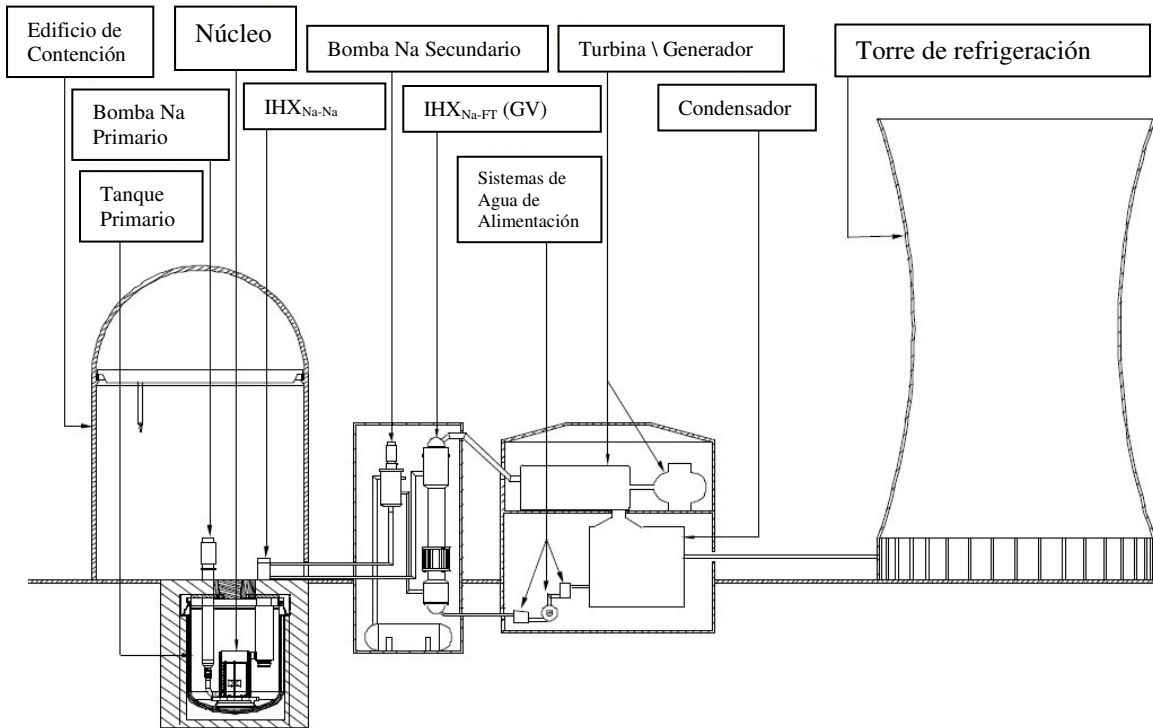 Edificio de
Contención
Núcleo
Bomba Na Secundario
Turbina \ Generador
Torre de refrigeración
Bomba Na
Primario
IHXNa-Na
IHXNa-FT (GV)
Condensador
Tanque
Primario
Sistemas de
Agua de
Alimentación